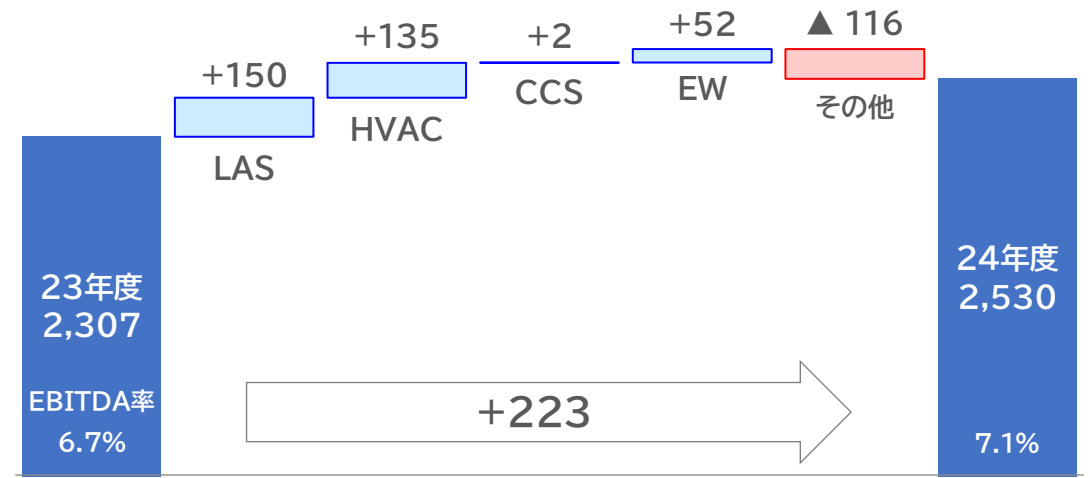 23年度
2,307
EBITDA率
6.7%
+150
LAS
+135
HVAC
+2
CCS
+52
EW
▲ 116
その他
+223
24年度
2,530
7.1%